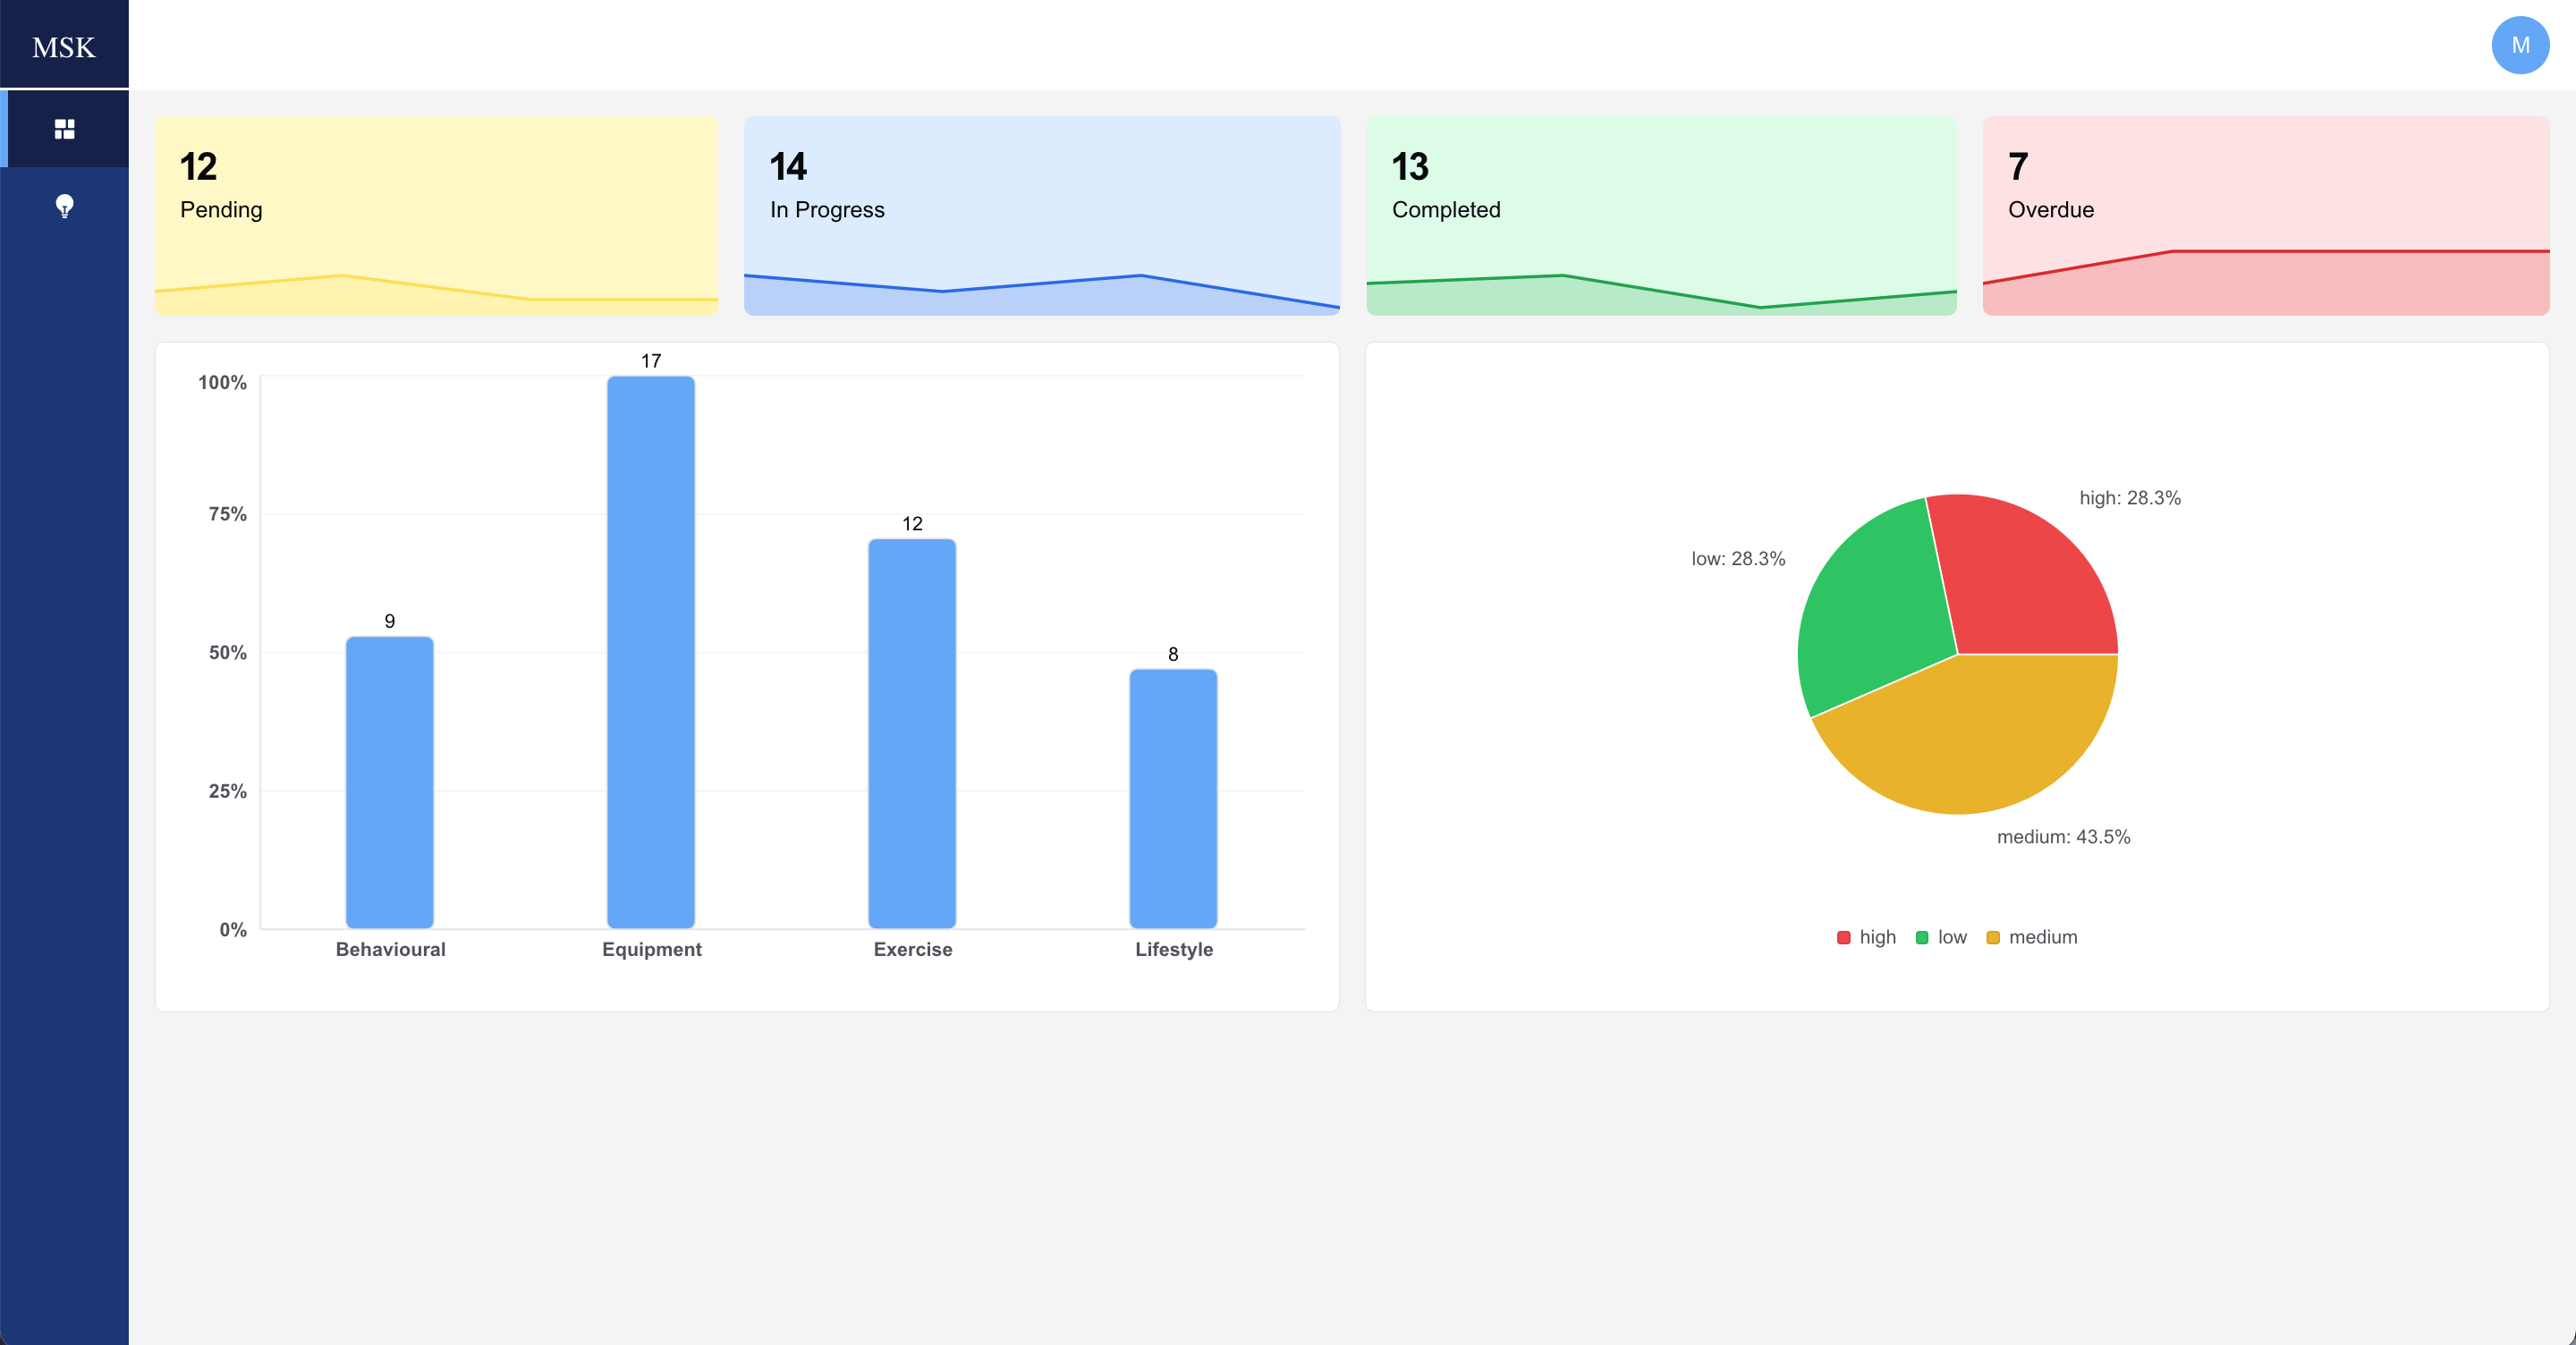 MSK
M
12
Pending
14
In Progress
13
Completed
7
Overdue
100%
75%
50%
25%
0%
9
17
12
8
Behavioural
Equipment
Exercise
Lifestyle
high: 28.3%
low: 28.3%
medium: 43.5%
high
low
medium